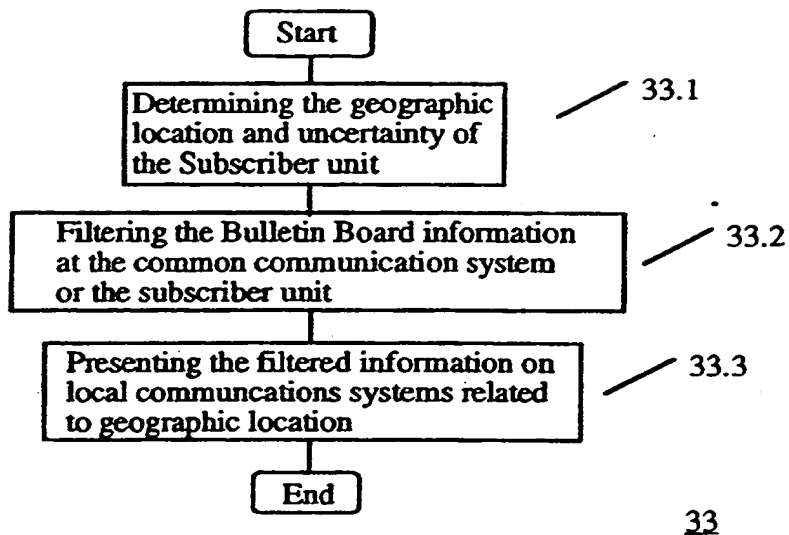 Start
Determining the geographic
location and uncertainty of
the Subscriber unit
33.1
Filtering the Bulletin Board information
at the common communication system
or the subscriber unit
33.2
Presenting the filtered information on
local communcations systems related
to geographic location
33.3
End
33